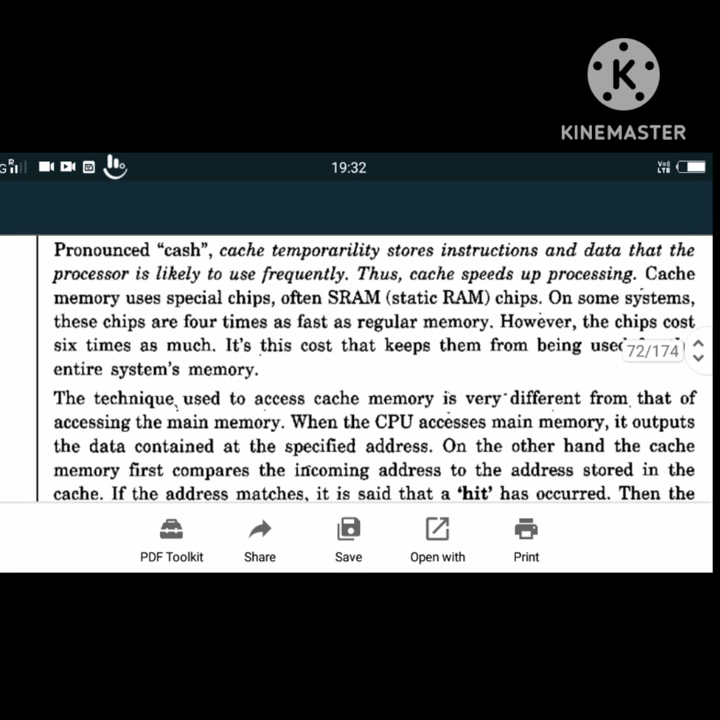 K
KINEMASTER
G R 19:32 Vo) LTE
Pronounced “cash”, cache temporarility stores instructions and data that the
processor is likely to use frequently. Thus, cache speeds up processing. Cache
memory uses special chips, often SRAM (static RAM) chips. On some systems,
these chips are four times as fast as regular memory. However, the chips cost
six times as much. It’s this cost that keeps them from being used
72/174
entire system’s memory.
The technique used to access cache memory is very different from that of
accessing the main memory. When the CPU accesses main memory, it outputs
the data contained at the specified address. On the other hand the cache
memory first compares the incoming address to the address stored in the
cache. If the address matches, it is said that a ‘hit’ has occurred. Then the
PDF Toolkit Share Save Open with Print